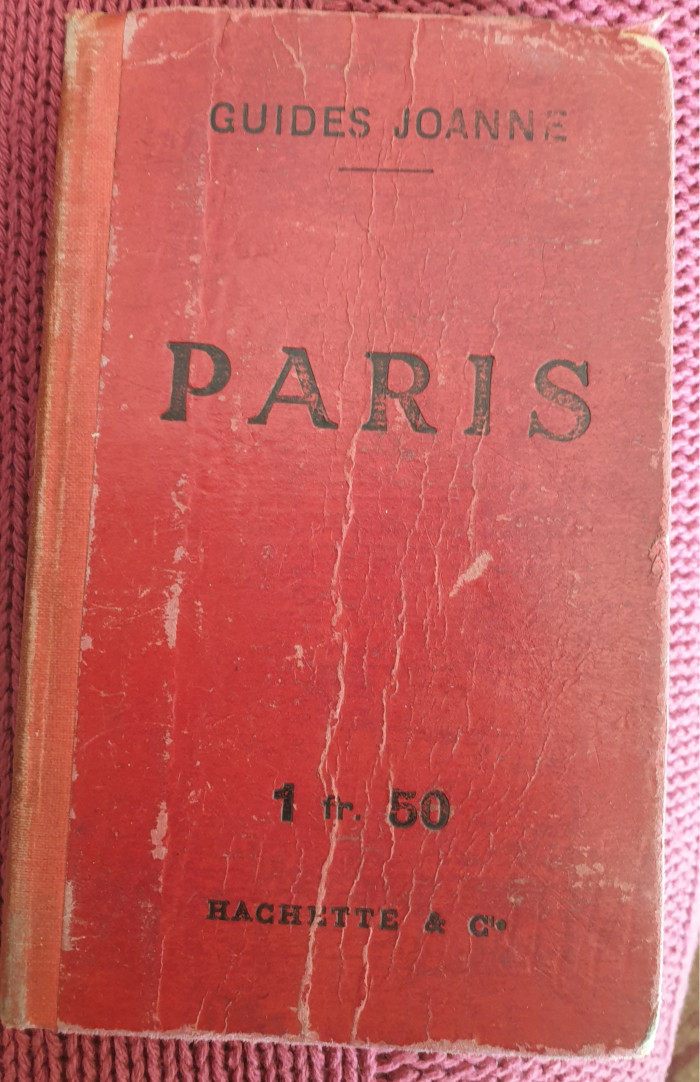 GUIDES JOANNE
PARIS
1 fr. 50
HACHETTE & Cie